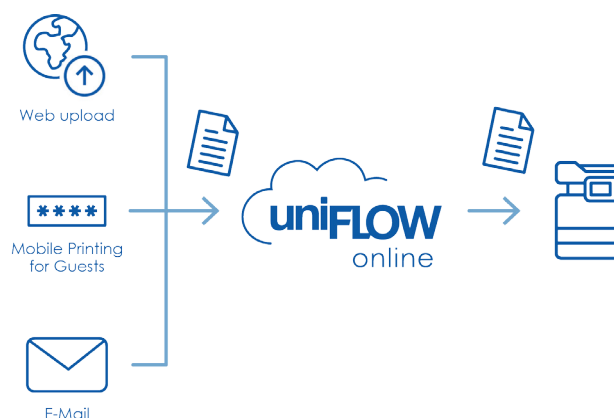 Web upload
****
Mobile Printing
for Guests
uniFLOW
online
E-Mail